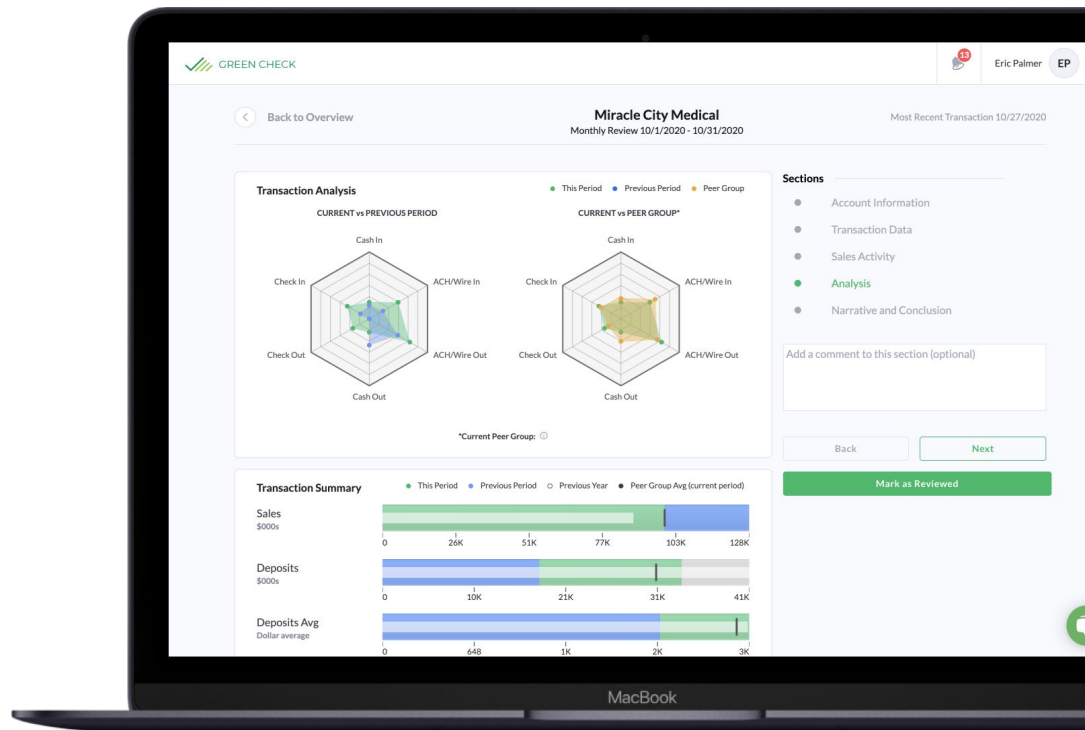 GREEN CHECK
13
Eric Palmer
EP
Back to Overview
Miracle City Medical
Monthly Review 10/1/2020 - 10/31/2020
Most Recent Transaction 10/27/2020
Transaction Analysis
This Period
Previous Period
Peer Group
CURRENT vs PREVIOUS PERIOD
Cash In
Check In
ACH/Wire In
Check Out
ACH/Wire Out
Cash Out
CURRENT vs PEER GROUP*
Cash In
Check In
ACH/Wire In
Check Out
ACH/Wire Out
Cash Out
*Current Peer Group:
Sections
Account Information
Transaction Data
Sales Activity
Analysis
Narrative and Conclusion
Add a comment to this section (optional)
Back
Next
Mark as Reviewed
Transaction Summary
This Period
Previous Period
Previous Year
Peer Group Avg (current period)
Sales
$000s
0 26K 51K 77K 103K 128K
Deposits
$000s
0 10K 21K 31K 41K
Deposits Avg
Dollar average
0 648 1K 2K 3K
MacBook